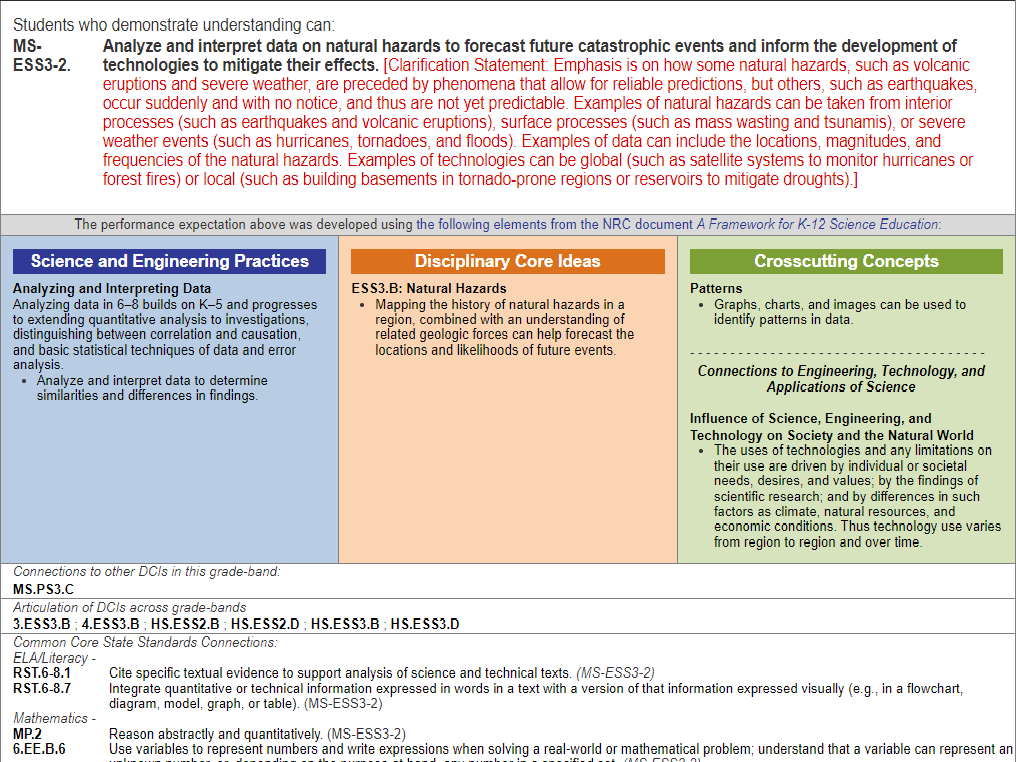 Students who demonstrate understanding can:
MS-ESS3-2. Analyze and interpret data on natural hazards to forecast future catastrophic events and inform the development of
technologies to mitigate their effects. [Clarification Statement: Emphasis is on how some natural hazards, such as volcanic
eruptions and severe weather, are preceded by phenomena that allow for reliable predictions, but others, such as earthquakes,
occur suddenly and with no notice, and thus are not yet predictable. Examples of natural hazards can be taken from interior
processes (such as earthquakes and volcanic eruptions), surface processes (such as mass wasting and tsunamis), or severe
weather events (such as hurricanes, tornadoes, and floods). Examples of data can include the locations, magnitudes, and
frequencies of the natural hazards. Examples of technologies can be global (such as satellite systems to monitor hurricanes or
forest fires) or local (such as building basements in tornado-prone regions or reservoirs to mitigate droughts).]
The performance expectation above was developed using the following elements from the NRC document A Framework for K-12 Science Education:
Science and Engineering Practices
Analyzing and Interpreting Data
Analyzing data in 6–8 builds on K–5 and progresses
to extending quantitative analysis to investigations,
distinguishing between correlation and causation,
and basic statistical techniques of data and error
analysis.
• Analyze and interpret data to determine
similarities and differences in findings.
Disciplinary Core Ideas
ESS3.B: Natural Hazards
• Mapping the history of natural hazards in a
region, combined with an understanding of
related geologic forces can help forecast the
locations and likelihoods of future events.
Crosscutting Concepts
Patterns
• Graphs, charts, and images can be used to
identify patterns in data.
- - - - - - - - - - - - - - - - - - - - - - - - - - - - - - - - - - -
Connections to Engineering, Technology, and
Applications of Science
Influence of Science, Engineering, and
Technology on Society and the Natural World
• The uses of technologies and any limitations on
their use are driven by individual or societal
needs, desires, and values; by the findings of
scientific research; and by differences in such
factors as climate, natural resources, and
economic conditions. Thus technology use varies
from region to region and over time.
Connections to other DCIs in this grade-band:
MS.PS3.C
Articulation of DCIs across grade-bands
3.ESS3.B ; 4.ESS3.B ; HS.ESS2.B ; HS.ESS2.D ; HS.ESS3.B ; HS.ESS3.D
Common Core State Standards Connections:
ELA/Literacy -
RST.6-8.1 Cite specific textual evidence to support analysis of science and technical texts. (MS-ESS3-2)
RST.6-8.7 Integrate quantitative or technical information expressed in words in a text with a version of that information expressed visually (e.g., in a flowchart,
diagram, model, graph, or table). (MS-ESS3-2)
Mathematics -
MP.2 Reason abstractly and quantitatively. (MS-ESS3-2)
6.EE.B.6 Use variables to represent numbers and write expressions when solving a real-world or mathematical problem; understand that a variable can represent an